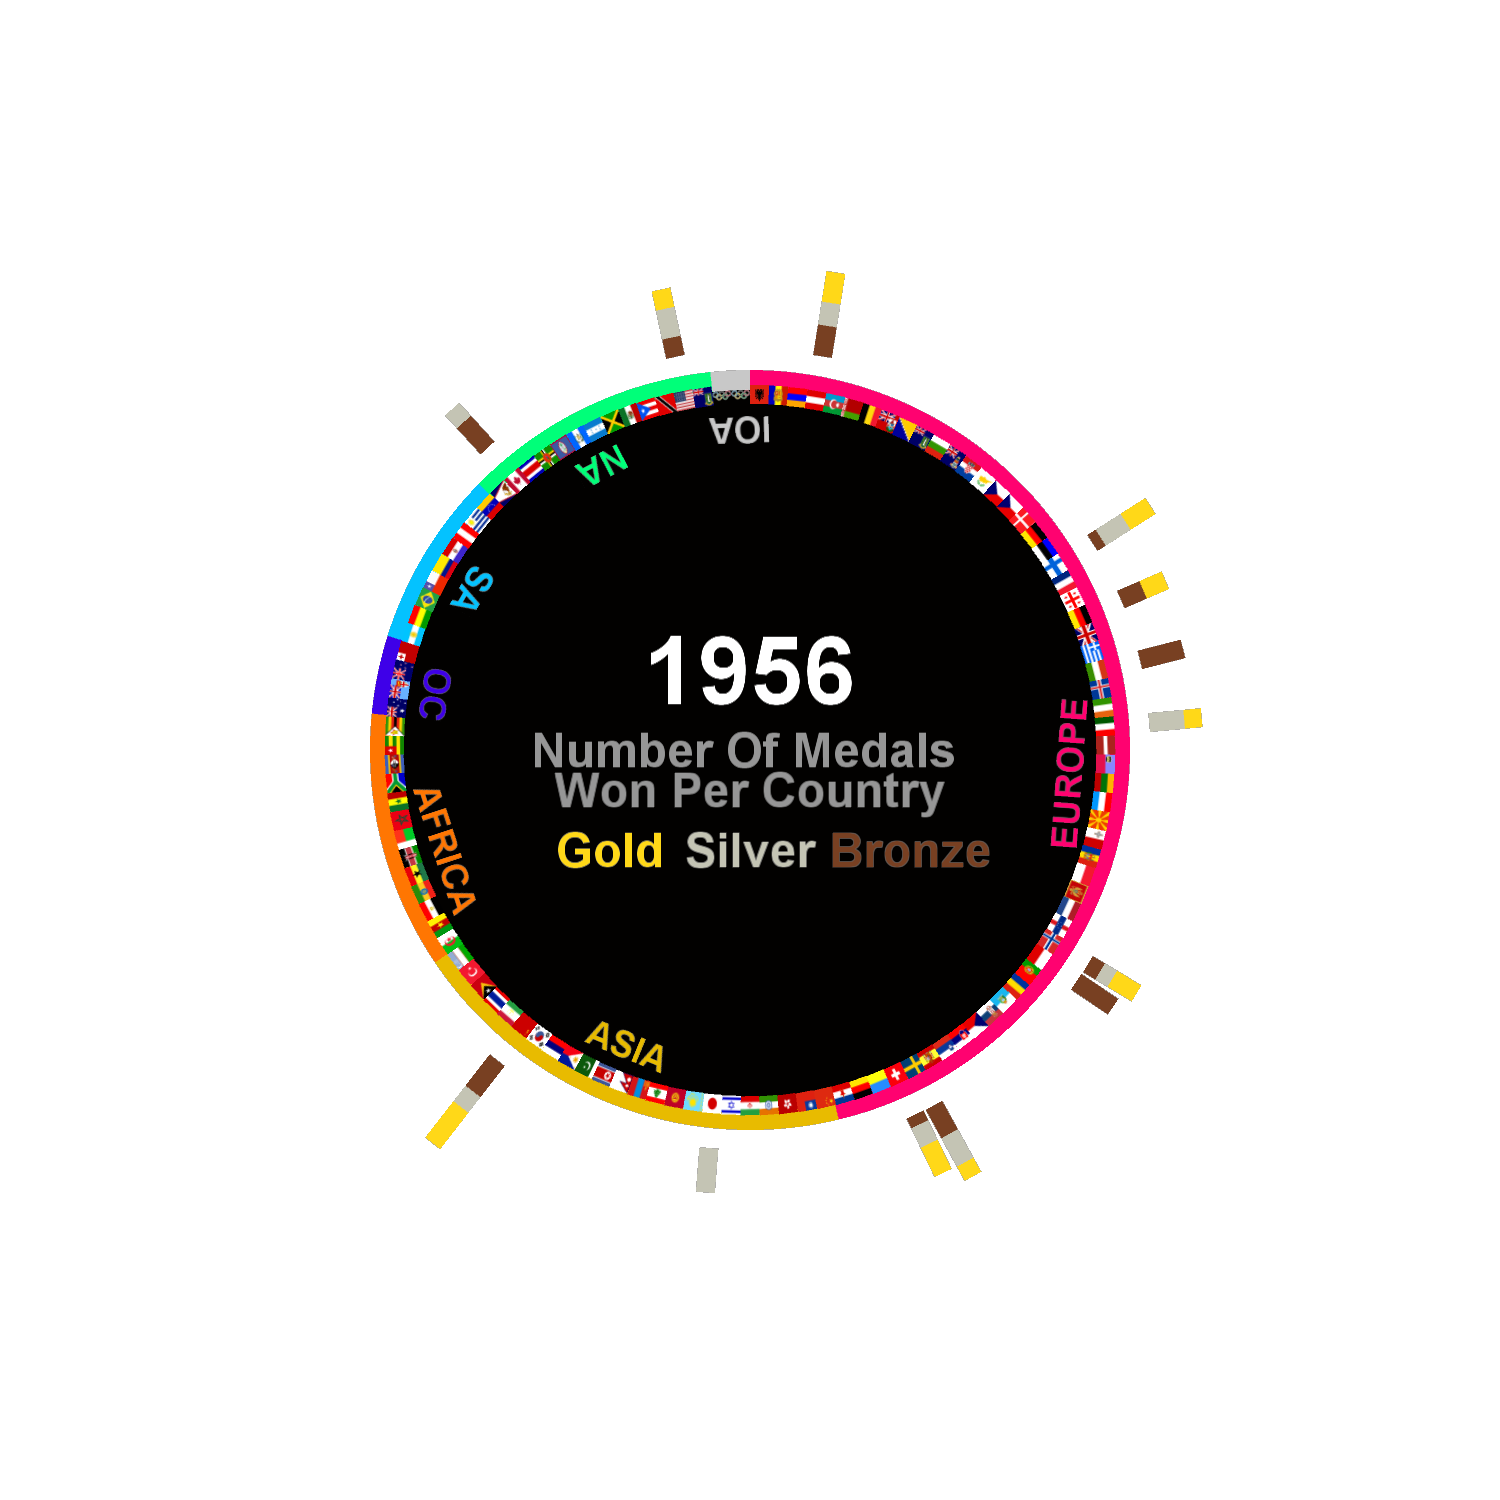 IOA
NA
SA
OC
EUROPE
AFRICA
ASIA
1956
Number Of Medals
Won Per Country
Gold Silver Bronze